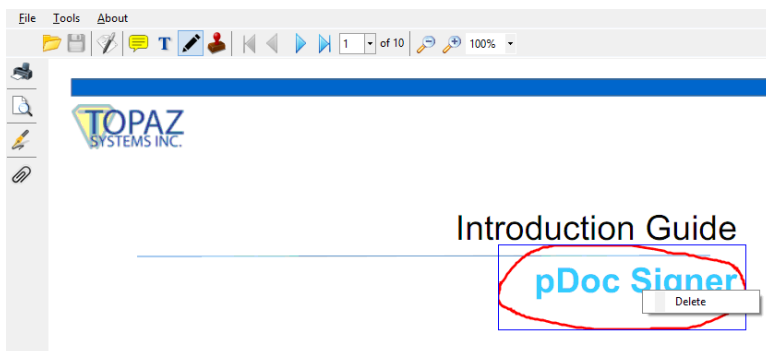 File Tools About
T 1 of 10 100%
TOPAZ
SYSTEMS INC.
Introduction Guide
pDoc Signer
Delete